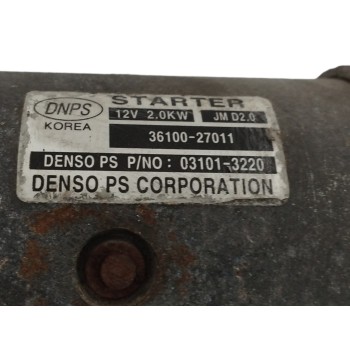 DNPS STARTER
KOREA 12V 2.0KW JM D2.0
36100-27011
DENSO PS P/NO: 03101-3220
DENSO PS CORPORATION